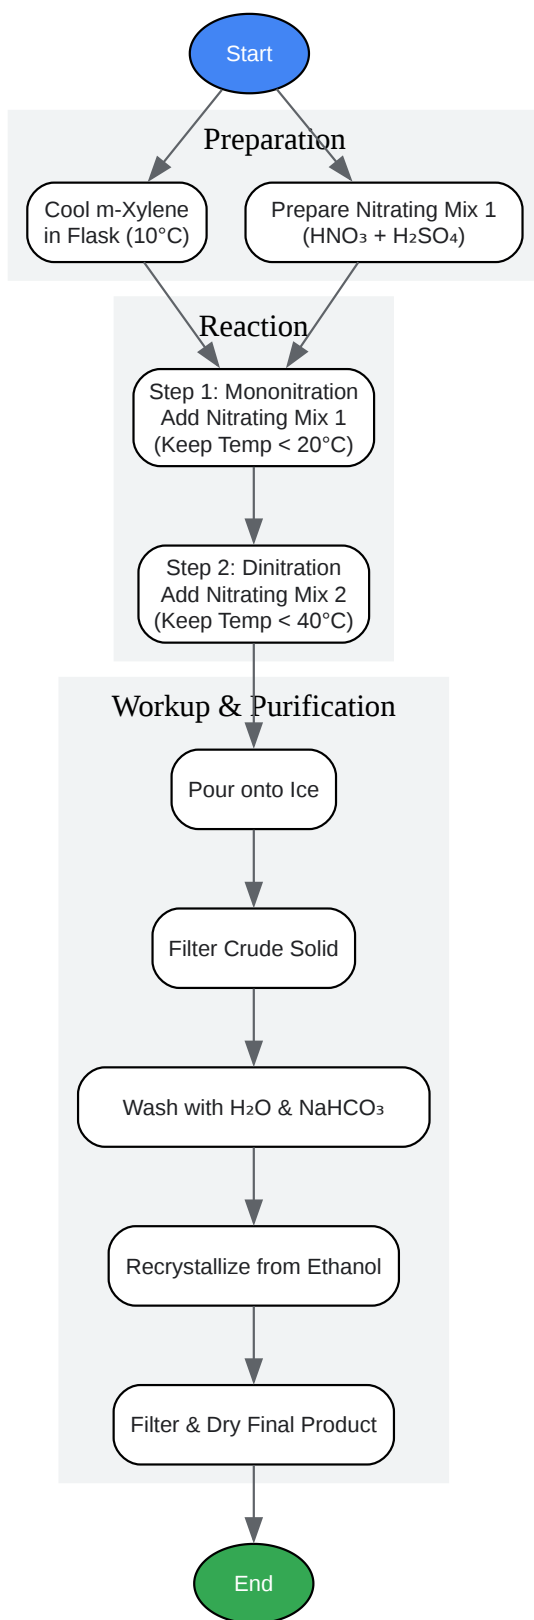 Start
Preparation
Cool m-Xylene
in Flask (10°C)
Prepare Nitrating Mix 1
(HNO₃ + H₂SO₄)
Reaction
Step 1: Mononitration
Add Nitrating Mix 1
(Keep Temp < 20°C)
Step 2: Dinitration
Add Nitrating Mix 2
(Keep Temp < 40°C)
Workup & Purification
Pour onto Ice
Filter Crude Solid
Wash with H₂O & NaHCO₃
Recrystallize from Ethanol
Filter & Dry Final Product
End